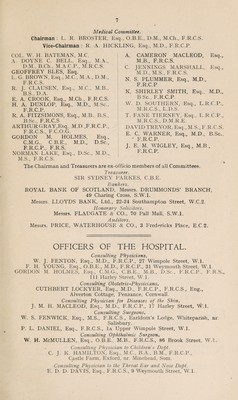 7
Medical Committee.
Chairman: L. R. BROSTER, Esq., O.B.E., D.M., M.Ch., F.R.C.S.
Vice-Chairman: R. A. HICKLING, Esq., M.D., F.R.C.P.
COL. W. H. BATEMAN, M.C.
A. DOYNE C. BELL, Esq., M.A., D.M., B.Ch., M.A.C.P., M.R.C.S.
GEOFFREY BLES, Esq.
L. G. BROWN, Esq., M.C., M.A., D.M., F.R.C.S.
R. J. CLAUSEN, Esq., M.C., M.B., B.S., D.A.
E. A. CROOK, Esq., M.Ch., F.R.C.S.
H. A. DUNLOP, Esq., M.D., M.Sc., F.R.C.P.
R. A. FITZSIMONS, Esq., M.B., B.S., B.Sc., F.R.C.S.
ARTHUR GRAY, Esq., M.D., F.R.C.P., F.R.C.S., F.C.O.G.
GORDON M. HOLMES, Esq., C.M.G., C.B.E., M.D., D.Sc., F.R.C.P., F.R.S.
NORMAN LAKE, Esq., D.Sc., M.D., M.S., F.R.C.S.
A. CAMERON MACLEOD, Esq., M.B., F.R.C.S.
C. JENNINGS MARSHALL, Esq., M.D., M.S., F.R.C.S.
N. S. PLUMMER, Esq., M.D., F.R.C.P.
E. SHIRLEY SMITH, Esq., M.D., B.Sc., F.R.C.P.
W. D. SOUTHERN, Esq., L.R.C.P., M.R.C.S., L.D.S.
T. FANE TIERNEY, Esq., L.R.C.P., M.R.C.S., D.M.R.E.
DAVID TREVOR, Esq., M.S., F.R.C.S.
E. C. WARNER, Esq., M.D., B.Sc., F.R.C.P.
J. E. M. WIGLEY, Esq., M.B., F.R.C.P.
The Chairman and Treasurers are ex-officio members of all Committees.
Treasurer.
SIR SYDNEY PARKES, C.B.E.
Bankers.
ROYAL BANK OF SCOTLAND, Messrs. DRUMMONDS' BRANCH,
49 Charing Cross, S.W.1.
Messrs. LLOYDS BANK, Ltd., 22-24 Southampton Street, W.C.2.
Honorary Solicitors.
Messrs. FLADGATE & CO., 70 Pall Mall, S.W.1.
Auditors.
Messrs. PRICE, WATERHOUSE & CO., 3 Fredericks Place, E.C.2.
OFFICERS OF THE HOSPITAL.
Consulting Physicians.
W. J. FENTON, Esq., M.D., F.R.C.P., 27 Wimpole Street, W.1.
F. H. YOUNG, Esq., O.B.E., M.D., F.R.C.P., 31 Weymouth Street, W.1.
GORDON M. HOLMES, Esq., C.M.G., C.B.E., M.D., D.Sc., F.R.C.P., F.R.S.,
Harley Street, W.1.
Consulting Obstetric-Physicians.
CUTHBERT LOCKYER, Esq., M.D., F.R.C.P., F.R.C.S., Esq.,
Alverton Cottage, Penzance, Cornwall.
Consulting Physician for Diseases of the Skin.
J. M. H. MACLEOD, Esq., M.D., F.R.C.P., 17 Harley Street, W.1.
Consulting Surgeons.
W. S. FENWICK, Esq., M.S., F.R.C.S., Earldom's Lodge, Whiteparish, nr
Salisbury.
P. L. DANIEL, Esq., F.R.C.S., 1A Upper Wimpole Street, W.1.
Consulting Ophthalmic Surgeon.
W. H. McMULLEN, Esq., O.B.E., M.B., F.R.C.S., 86 Brook Street, W.1.
Consulting Physician to Children's Dept.
C. J. K. HAMILTON, Esq., M.C., B.A., B.M., F.R.C.P.,
Castle Farm, Exford, nr. Minehead, Som.
Consulting Physician to the Throat Ear and Nose Dept.
E. D. D. DAVIS, Esq., F.R.C.S., 9 Weymouth Street, W.1.